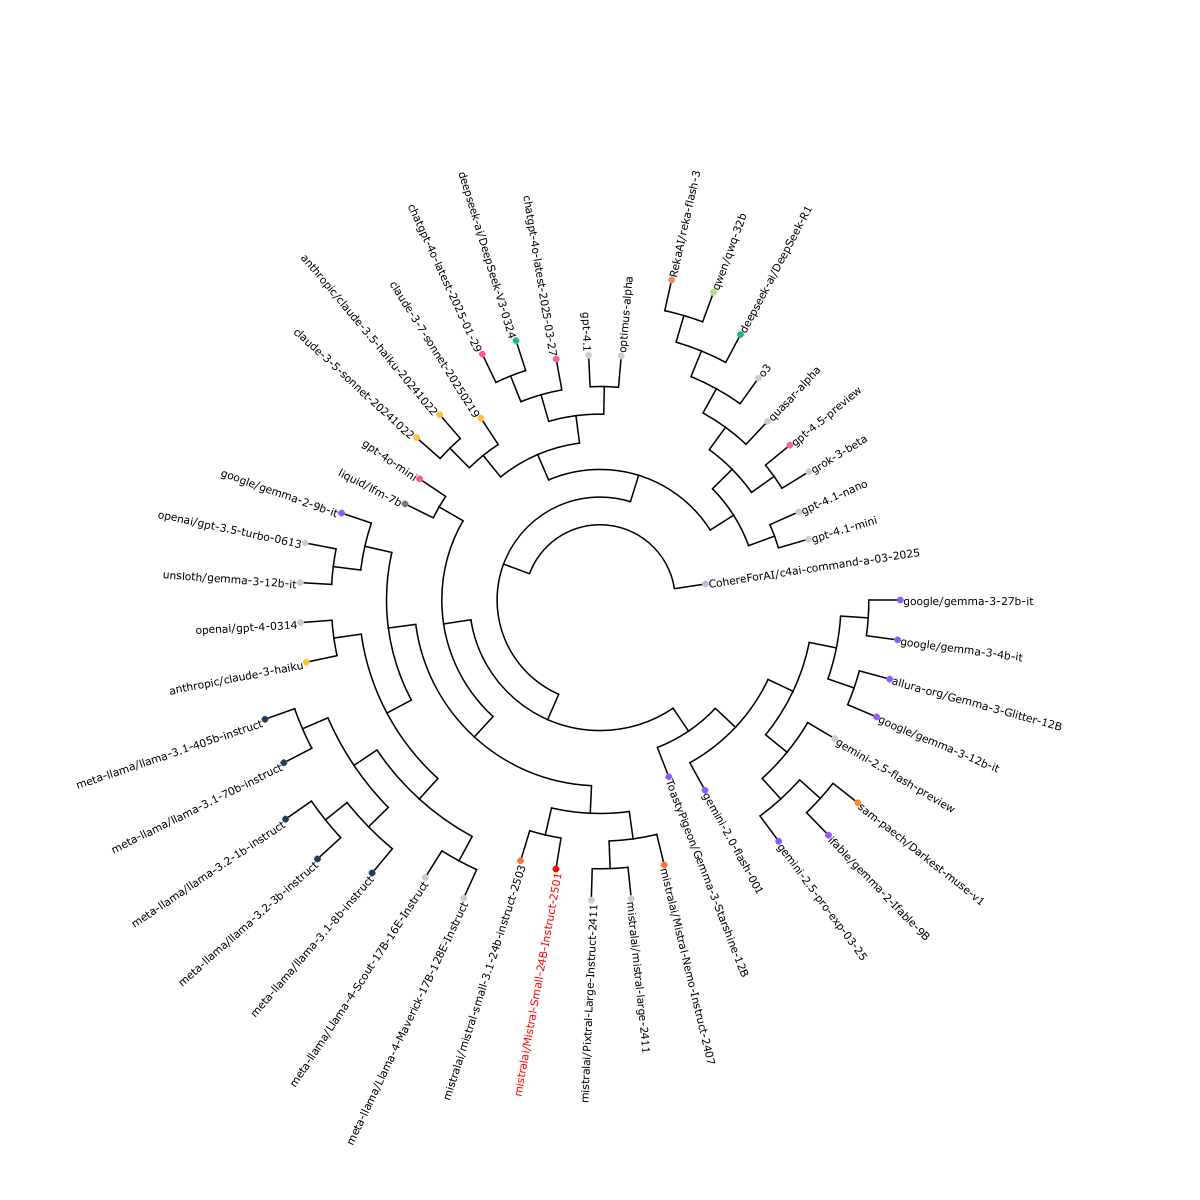 RekaAI/reka-flash-3
qwen/qwq-32b
deepseek-ai/DeepSeek-R1
o3
quasar-alpha
gpt-4.5-preview
grok-3-beta
gpt-4.1-nano
gpt-4.1-mini
CohereForAI/c4ai-command-a-03-2025
google/gemma-3-27b-it
google/gemma-3-4b-it
allura-org/Gemma-3-Glitter-12B
google/gemma-3-12b-it
gemini-2.5-flash-preview
sam-paech/Darkest-muse-v1
ifable/gemma-2-Ifable-9B
gemini-2.5-pro-exp-03-25
gemini-2.0-flash-001
ToastyPigeon/Gemma-3-Starshine-12B
mistralai/Mistral-Nemo-Instruct-2407
mistralai/mistral-large-2411
mistralai/Pixtral-Large-Instruct-2411
mistralai/Mistral-Small-24B-Instruct-2501
mistralai/mistral-small-3.1-24b-instruct-2503
meta-llama/Llama-4-Maverick-17B-128E-Instruct
meta-llama/Llama-4-Scout-17B-16E-Instruct
meta-llama/llama-3.1-8b-instruct
meta-llama/llama-3.2-3b-instruct
meta-llama/llama-3.2-1b-instruct
meta-llama/llama-3.1-70b-instruct
meta-llama/llama-3.1-405b-instruct
anthropic/claude-3-haiku
openai/gpt-4-0314
unsloth/gemma-3-12b-it
openai/gpt-3.5-turbo-0613
google/gemma-2-9b-it
liquid/lfm-7b
gpt-4o-mini
claude-3-5-sonnet-20241022
anthropic/claude-3.5-haiku-20241022
claude-3-7-sonnet-20250219
chatgpt-4o-latest-2025-01-29
deepseek-ai/DeepSeek-V3-0324
chatgpt-4o-latest-2025-03-27
gpt-4.1
optimus-alpha